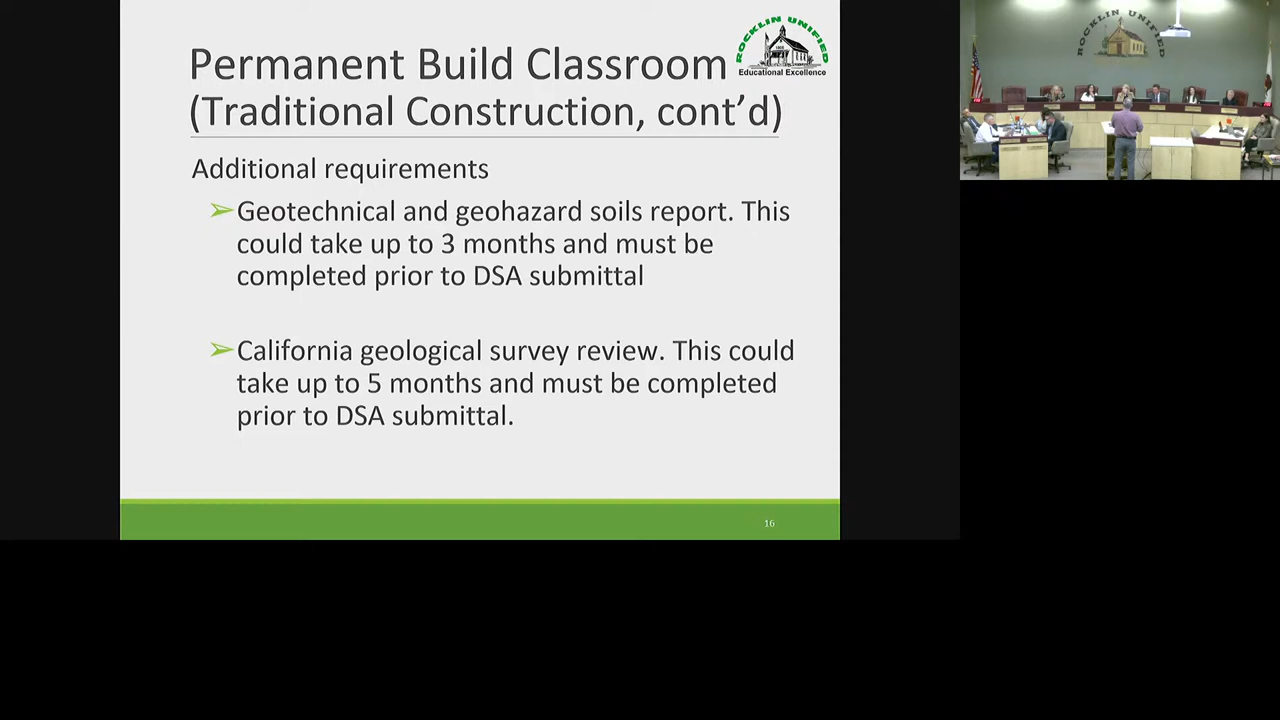 Permanent Build Classroom
(Traditional Construction, cont’d)
ROCKLIN UNIFIED
Educational Excellence
Additional requirements
➢Geotechnical and geohazard soils report. This
could take up to 3 months and must be
completed prior to DSA submittal
➢California geological survey review. This could
take up to 5 months and must be completed
prior to DSA submittal.
16
ROCKLIN UNIFIED